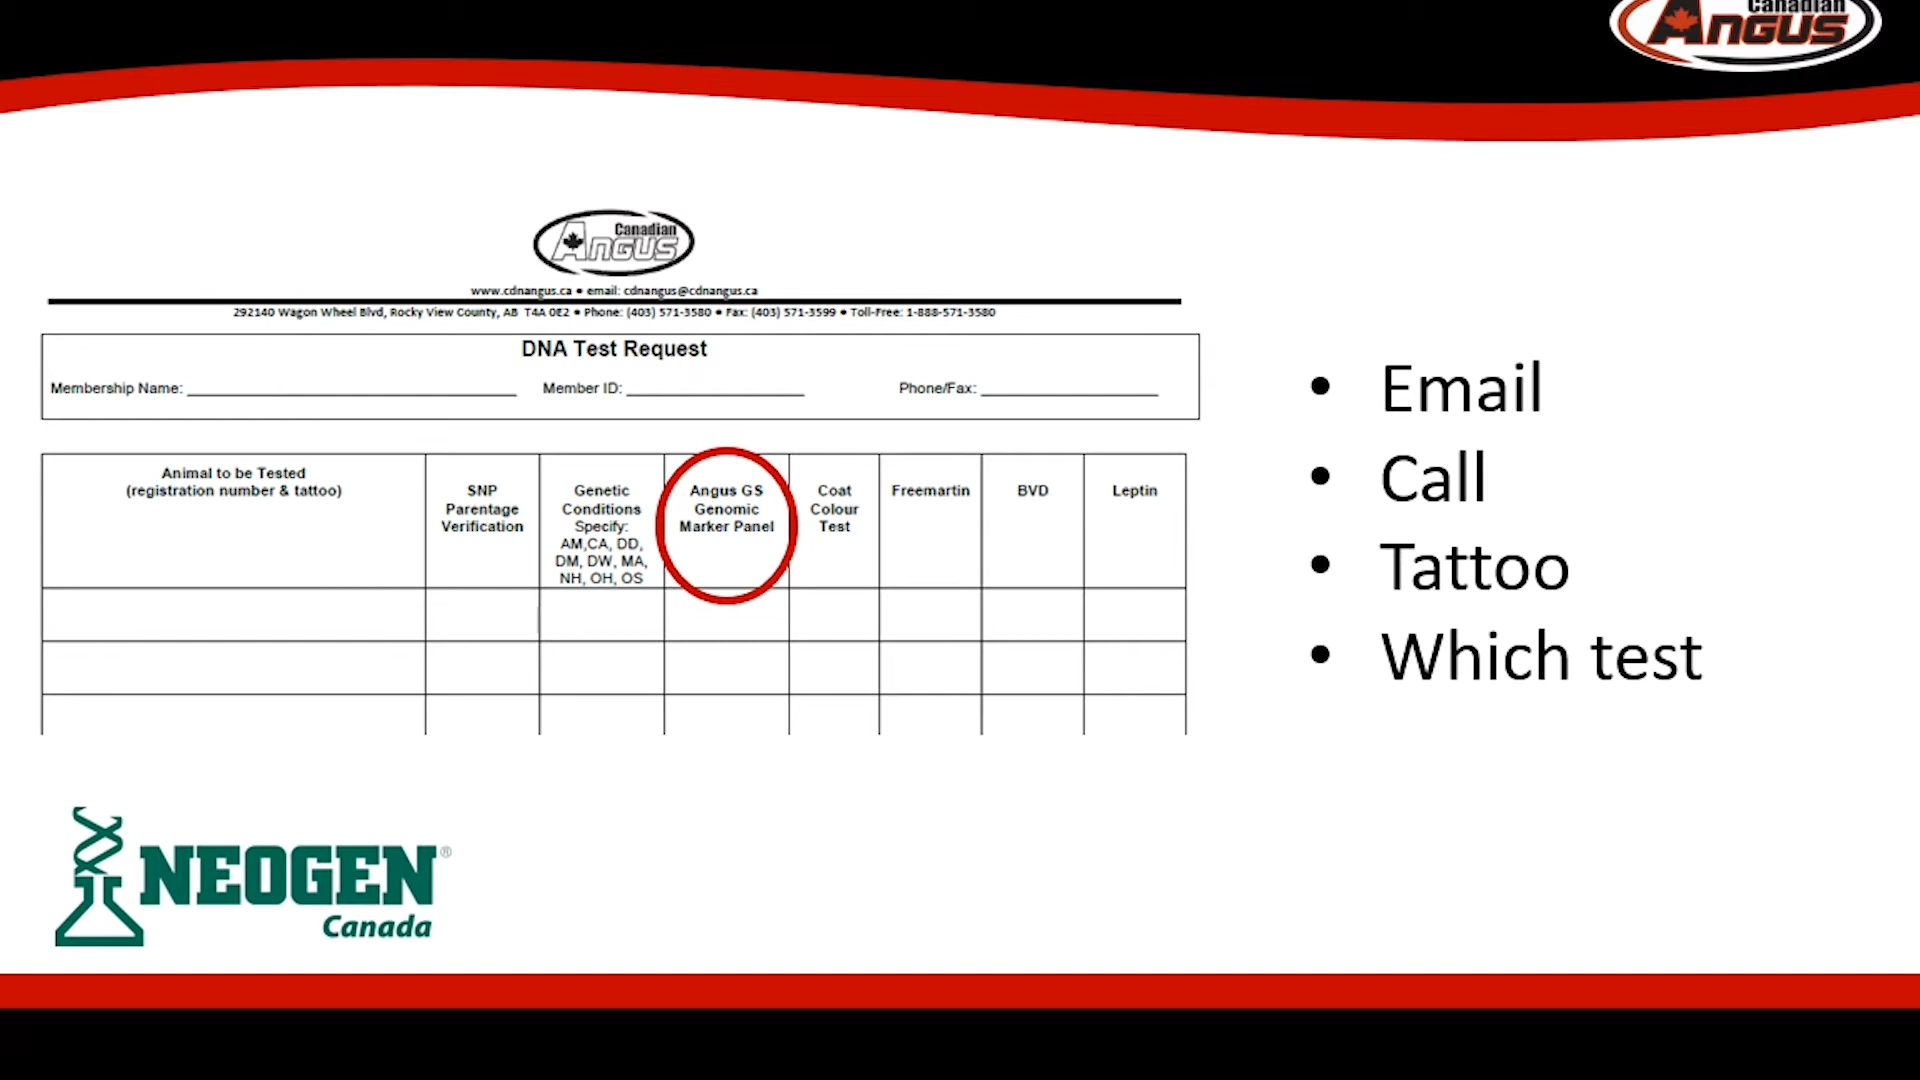 Canadian
Angus
Canadian
Angus
www.cdnangus.ca • email: cdnangus@cdnangus.ca
292140 Wagon Wheel Blvd, Rocky View County, AB T4A 0E2 • Phone: (403) 571-3580 • Fax: (403) 571-3599 • Toll-Free: 1-888-571-3580
DNA Test Request
Membership Name: Member ID: Phone/Fax:
Animal to be Tested
(registration number & tattoo)
SNP
Parentage
Verification
Genetic
Conditions
Specify:
AM,CA, DD,
DM, DW, MA,
NH, OH, OS
Angus GS
Genomic
Marker Panel
Coat
Colour
Test
Freemartin
BVD
Leptin
• Email
• Call
• Tattoo
• Which test
NEOGEN®
Canada